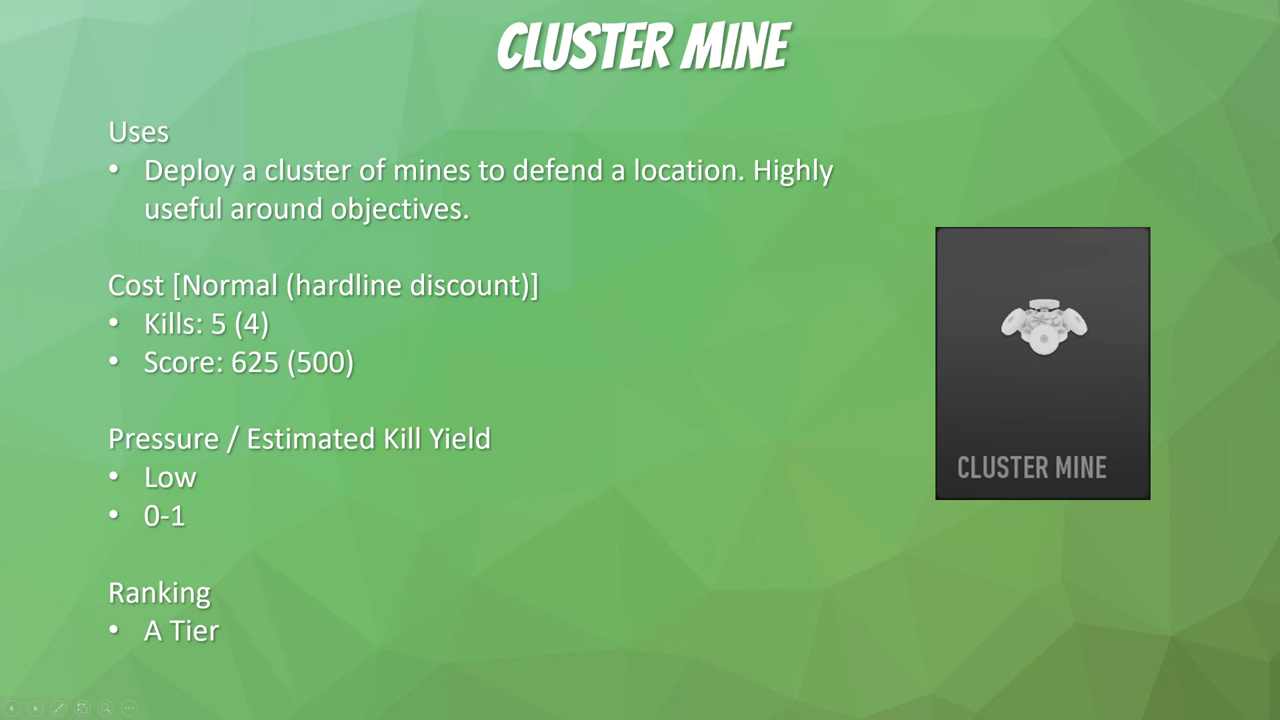 CLUSTER MINE
Uses
• Deploy a cluster of mines to defend a location. Highly
useful around objectives.
Cost [Normal (hardline discount)]
• Kills: 5 (4)
• Score: 625 (500)
Pressure / Estimated Kill Yield
• Low
• 0-1
Ranking
• A Tier
CLUSTER MINE